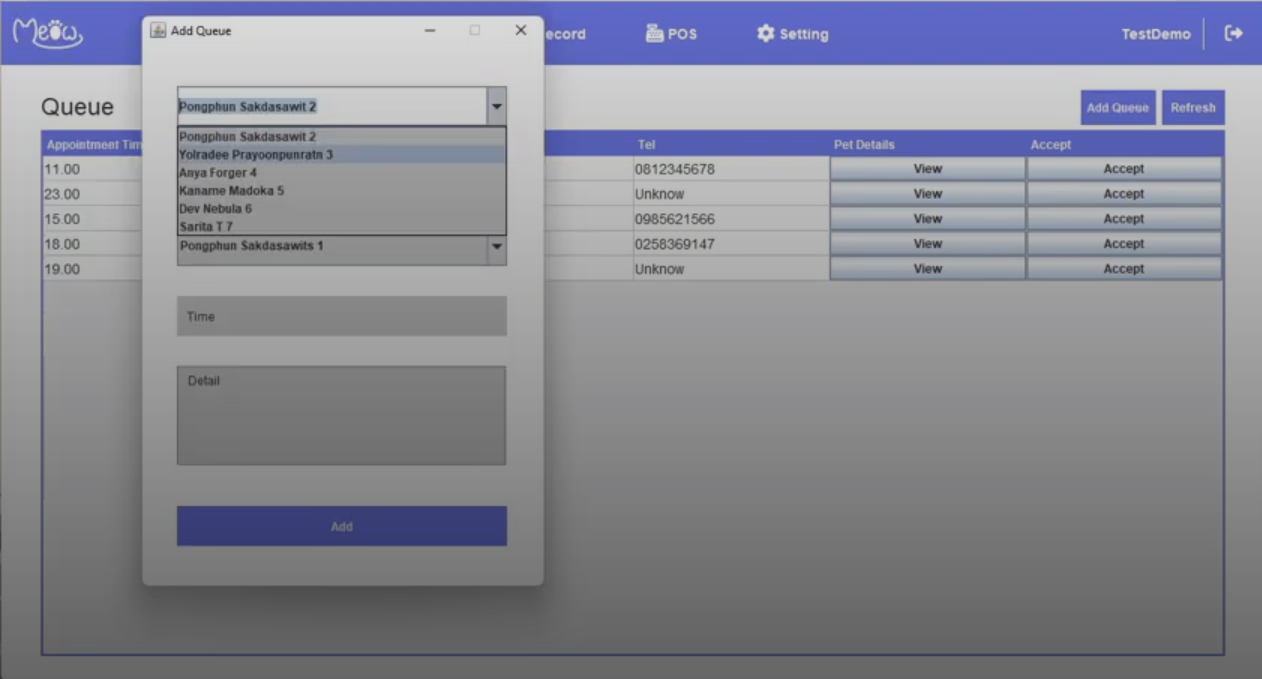 Meow
Add Queue
ecord
POS
Setting
TestDemo
Queue
Add Queue
Refresh
Pongphun Sakdasawit 2
Pongphun Sakdasawit 2
Yolradee Prayoonpunratn 3
Anya Forger 4
Kaname Madoka 5
Dev Nebula 6
Sarita T 7
Pongphun Sakdasawits 1
Time
Detail
Add
Appointment Tim Tel Pet Details Accept
11.00 0812345678 View Accept
23.00 Unknow View Accept
15.00 0985621566 View Accept
18.00 0258369147 View Accept
19.00 Unknow View Accept